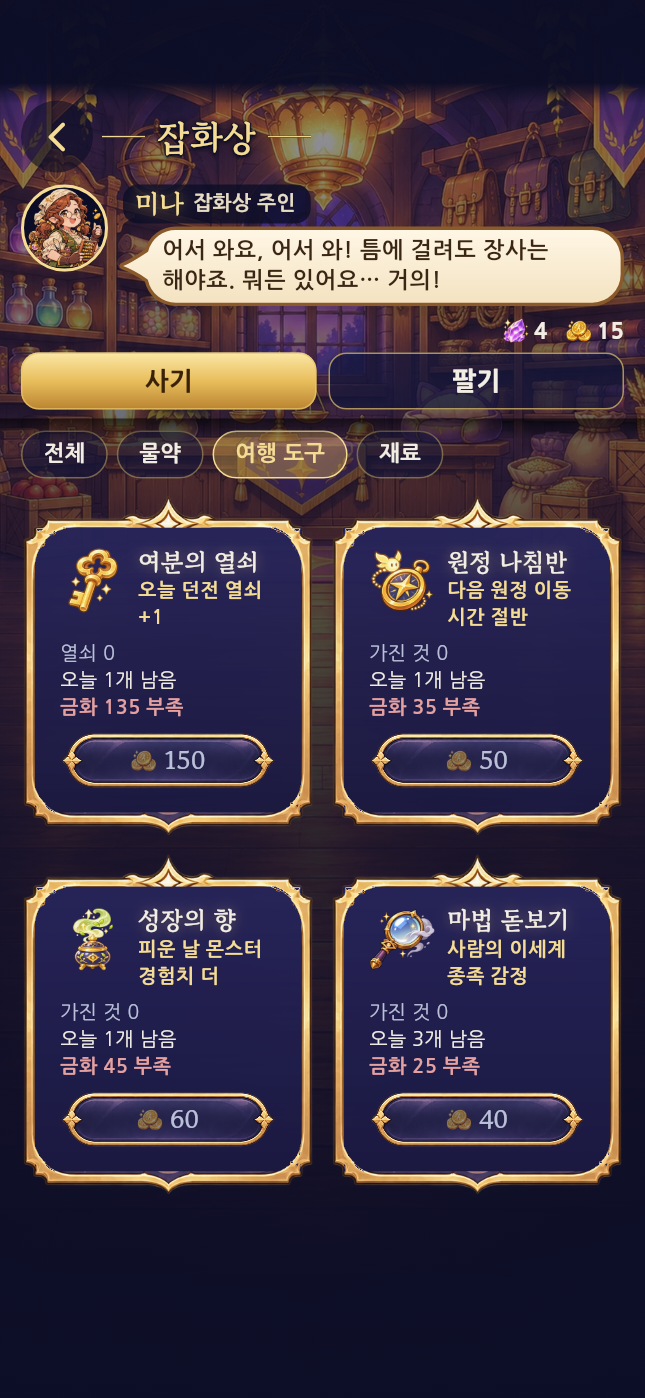 잡화상
미나 잡화상 주인
어서 와요, 어서 와! 틈에 걸려도 장사는
해야죠. 뭐든 있어요… 거의!
4 15
사기 팔기
전체 물약 여행 도구 재료
여분의 열쇠
오늘 던전 열쇠
+1
열쇠 0
오늘 1개 남음
금화 135 부족
150
원정 나침반
다음 원정 이동
시간 절반
가진 것 0
오늘 1개 남음
금화 35 부족
50
성장의 향
피운 날 몬스터
경험치 더
가진 것 0
오늘 1개 남음
금화 45 부족
60
마법 돋보기
사람의 이세계
종족 감정
가진 것 0
오늘 3개 남음
금화 25 부족
40